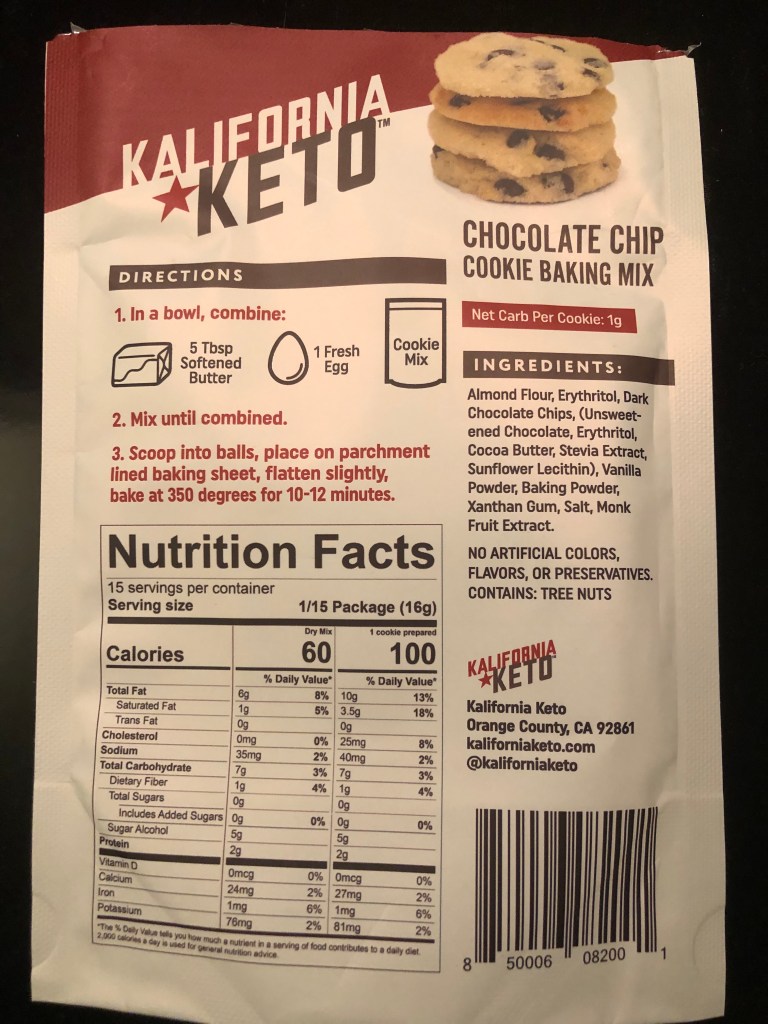 KALIFORNIA
KETO™
CHOCOLATE CHIP
COOKIE BAKING MIX
Net Carb Per Cookie: 1g
DIRECTIONS
1. In a bowl, combine:
5 Tbsp
Softened
Butter
1 Fresh
Egg
Cookie
Mix
2. Mix until combined.
3. Scoop into balls, place on parchment
lined baking sheet, flatten slightly,
bake at 350 degrees for 10-12 minutes.
INGREDIENTS:
Almond Flour, Erythritol, Dark
Chocolate Chips, (Unsweet-
ened Chocolate, Erythritol,
Cocoa Butter, Stevia Extract,
Sunflower Lecithin), Vanilla
Powder, Baking Powder,
Xanthan Gum, Salt, Monk
Fruit Extract.
NO ARTIFICIAL COLORS,
FLAVORS, OR PRESERVATIVES.
CONTAINS: TREE NUTS
Nutrition Facts
15 servings per container
Serving size 1/15 Package (16g)
Dry Mix 1 cookie prepared
Calories 60 100
% Daily Value* % Daily Value*
Total Fat 6g 8% 10g 13%
Saturated Fat 1g 5% 3.5g 18%
Trans Fat 0g 0g
Cholesterol 0mg 0% 25mg 8%
Sodium 35mg 2% 40mg 2%
Total Carbohydrate 7g 3% 7g 3%
Dietary Fiber 1g 4% 1g 4%
Total Sugars 0g 0g
Includes Added Sugars 0g 0% 0g 0%
Sugar Alcohol 5g 5g
Protein 2g 2g
Vitamin D 0mcg 0% 0mcg 0%
Calcium 24mg 2% 27mg 2%
Iron 1mg 6% 1mg 6%
Potassium 76mg 2% 81mg 2%
*The % Daily Value tells you how much a nutrient in a serving of food contributes to a daily diet.
2,000 calories a day is used for general nutrition advice.
KALIFORNIA
KETO
Kalifornia Keto
Orange County, CA 92861
kaliforniaketo.com
@kaliforniaketo
8 50006 08200 1